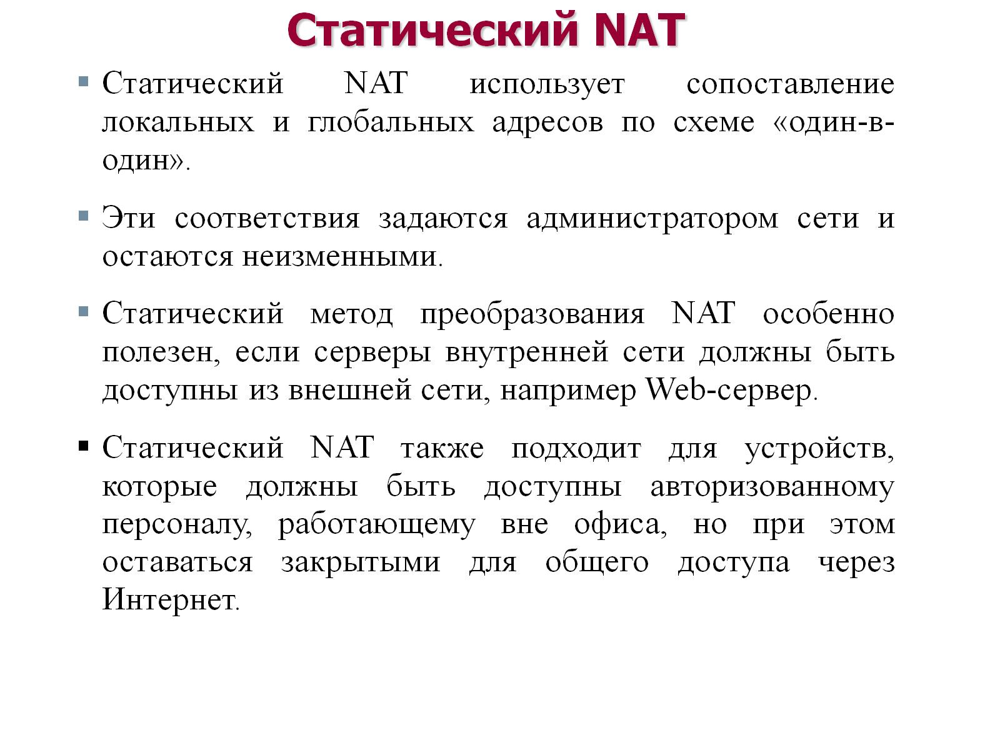 Статический NAT
▪ Статический NAT использует сопоставление
локальных и глобальных адресов по схеме «один-в-
один».
▪ Эти соответствия задаются администратором сети и
остаются неизменными.
▪ Статический метод преобразования NAT особенно
полезен, если серверы внутренней сети должны быть
доступны из внешней сети, например Web-сервер.
▪ Статический NAT также подходит для устройств,
которые должны быть доступны авторизованному
персоналу, работающему вне офиса, но при этом
оставаться закрытыми для общего доступа через
Интернет.